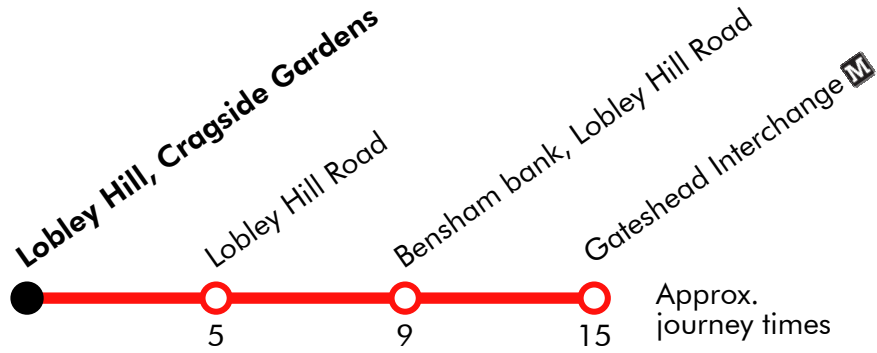 Lobley Hill, Cragside Gardens
Lobley Hill Road
Bensham bank, Lobley Hill Road
Gateshead Interchange M
5
9
15
Approx.
journey times